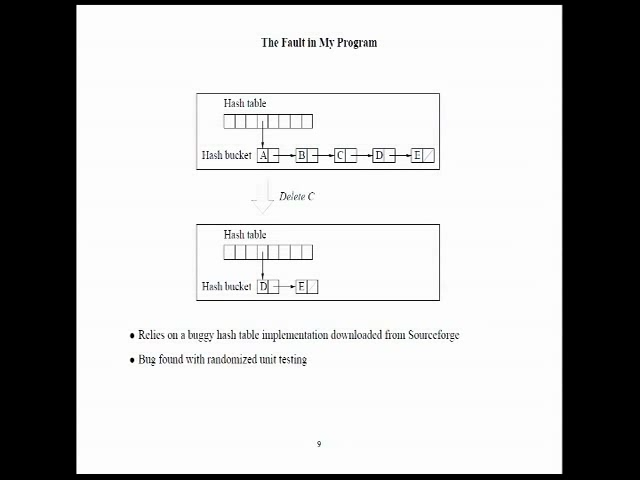 The Fault in My Program
Hash table
Hash bucket A B C D E
Delete C
Hash table
Hash bucket D E
● Relies on a buggy hash table implementation downloaded from Sourceforge
● Bug found with randomized unit testing
9